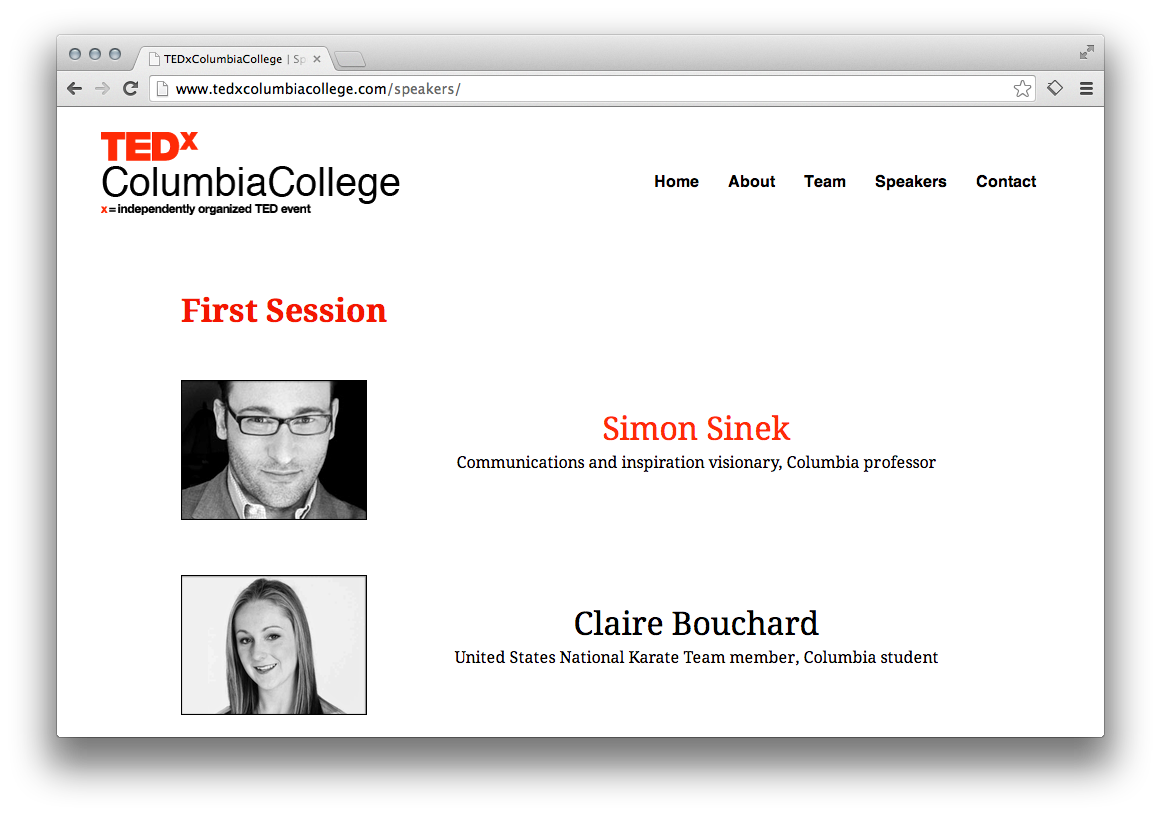 TEDxColumbiaCollege | Sp
www.tedxcolumbiacollege.com/speakers/
TEDx
ColumbiaCollege
x = independently organized TED event
Home About Team Speakers Contact
First Session
Simon Sinek
Communications and inspiration visionary, Columbia professor
Claire Bouchard
United States National Karate Team member, Columbia student